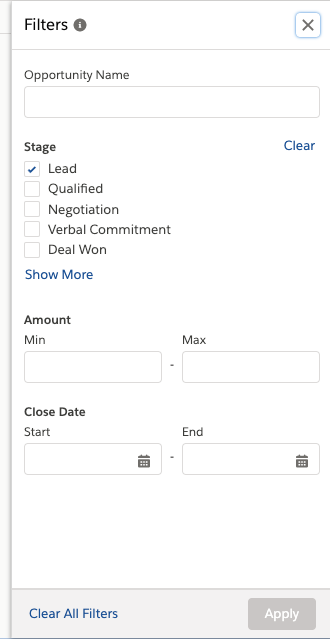 Filters
Opportunity Name
Stage Clear
Lead
Qualified
Negotiation
Verbal Commitment
Deal Won
Show More
Amount
Min Max
-
Close Date
Start End
-
Clear All Filters Apply